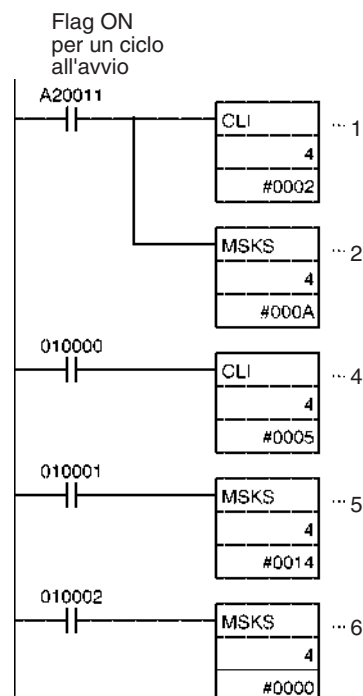 Flag ON
per un ciclo
all'avvio
A20011
CLI
4
#0002
... 1
MSKS
4
#000A
... 2
010000
CLI
4
#0005
... 4
010001
MSKS
4
#0014
... 5
010002
MSKS
4
#0000
... 6